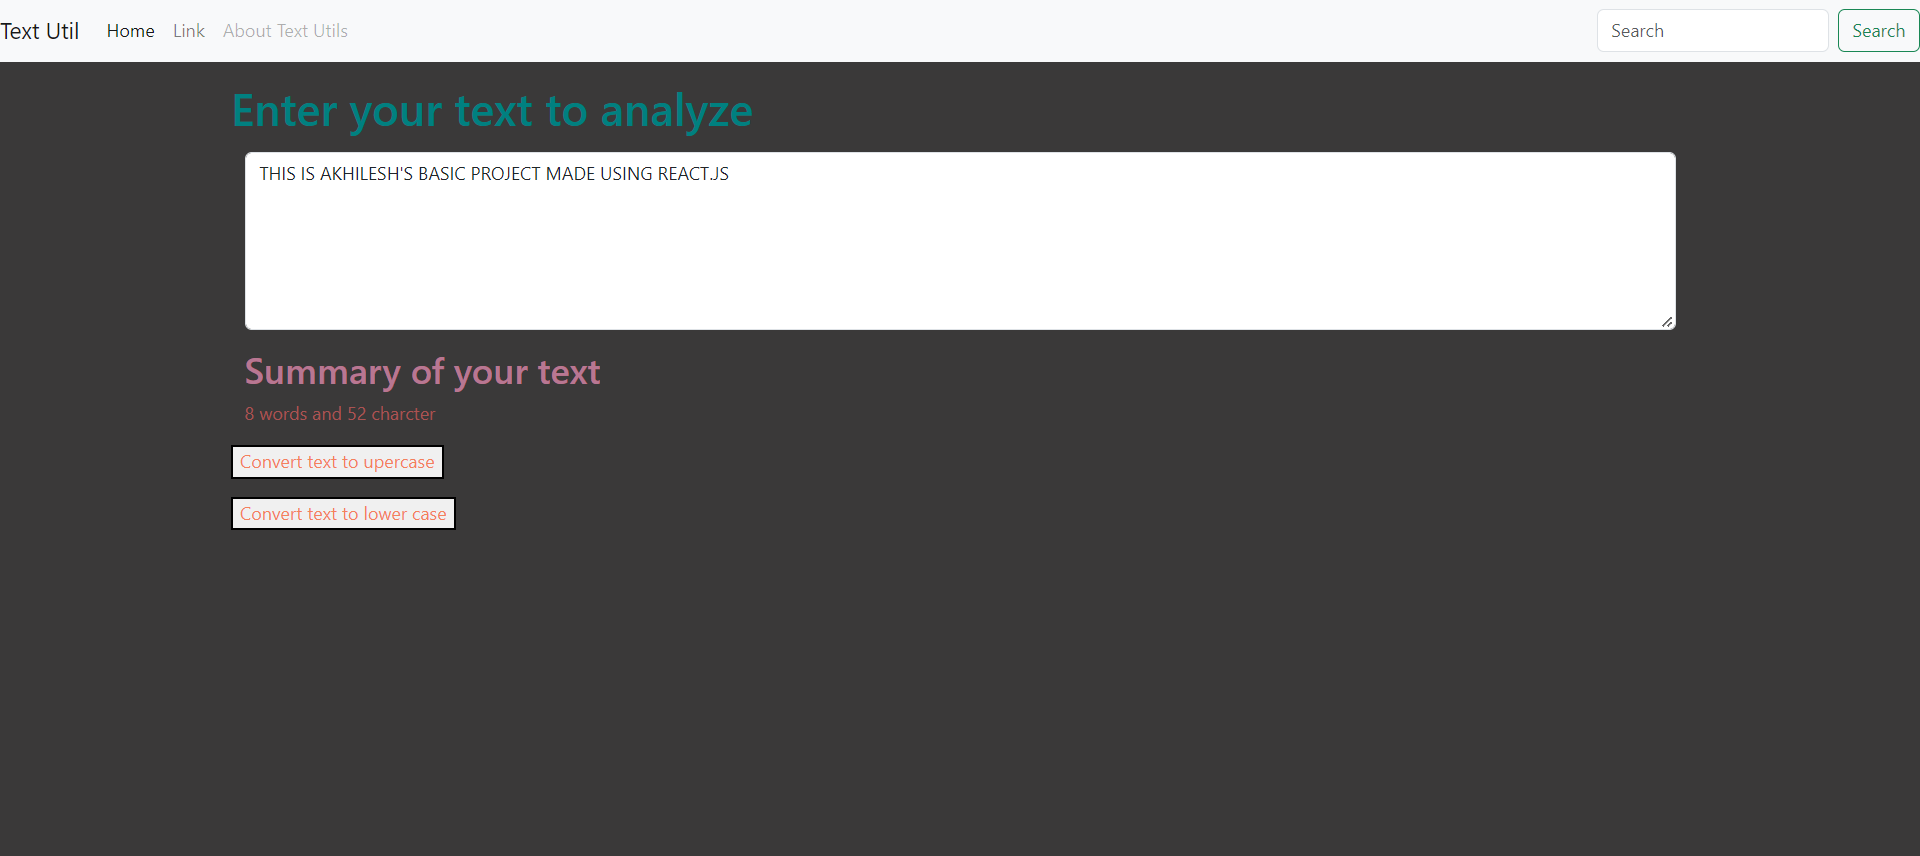 Text Util Home Link About Text Utils Search Search
Enter your text to analyze
THIS IS AKHILESH'S BASIC PROJECT MADE USING REACT.JS
Summary of your text
8 words and 52 charcter
Convert text to upercase
Convert text to lower case